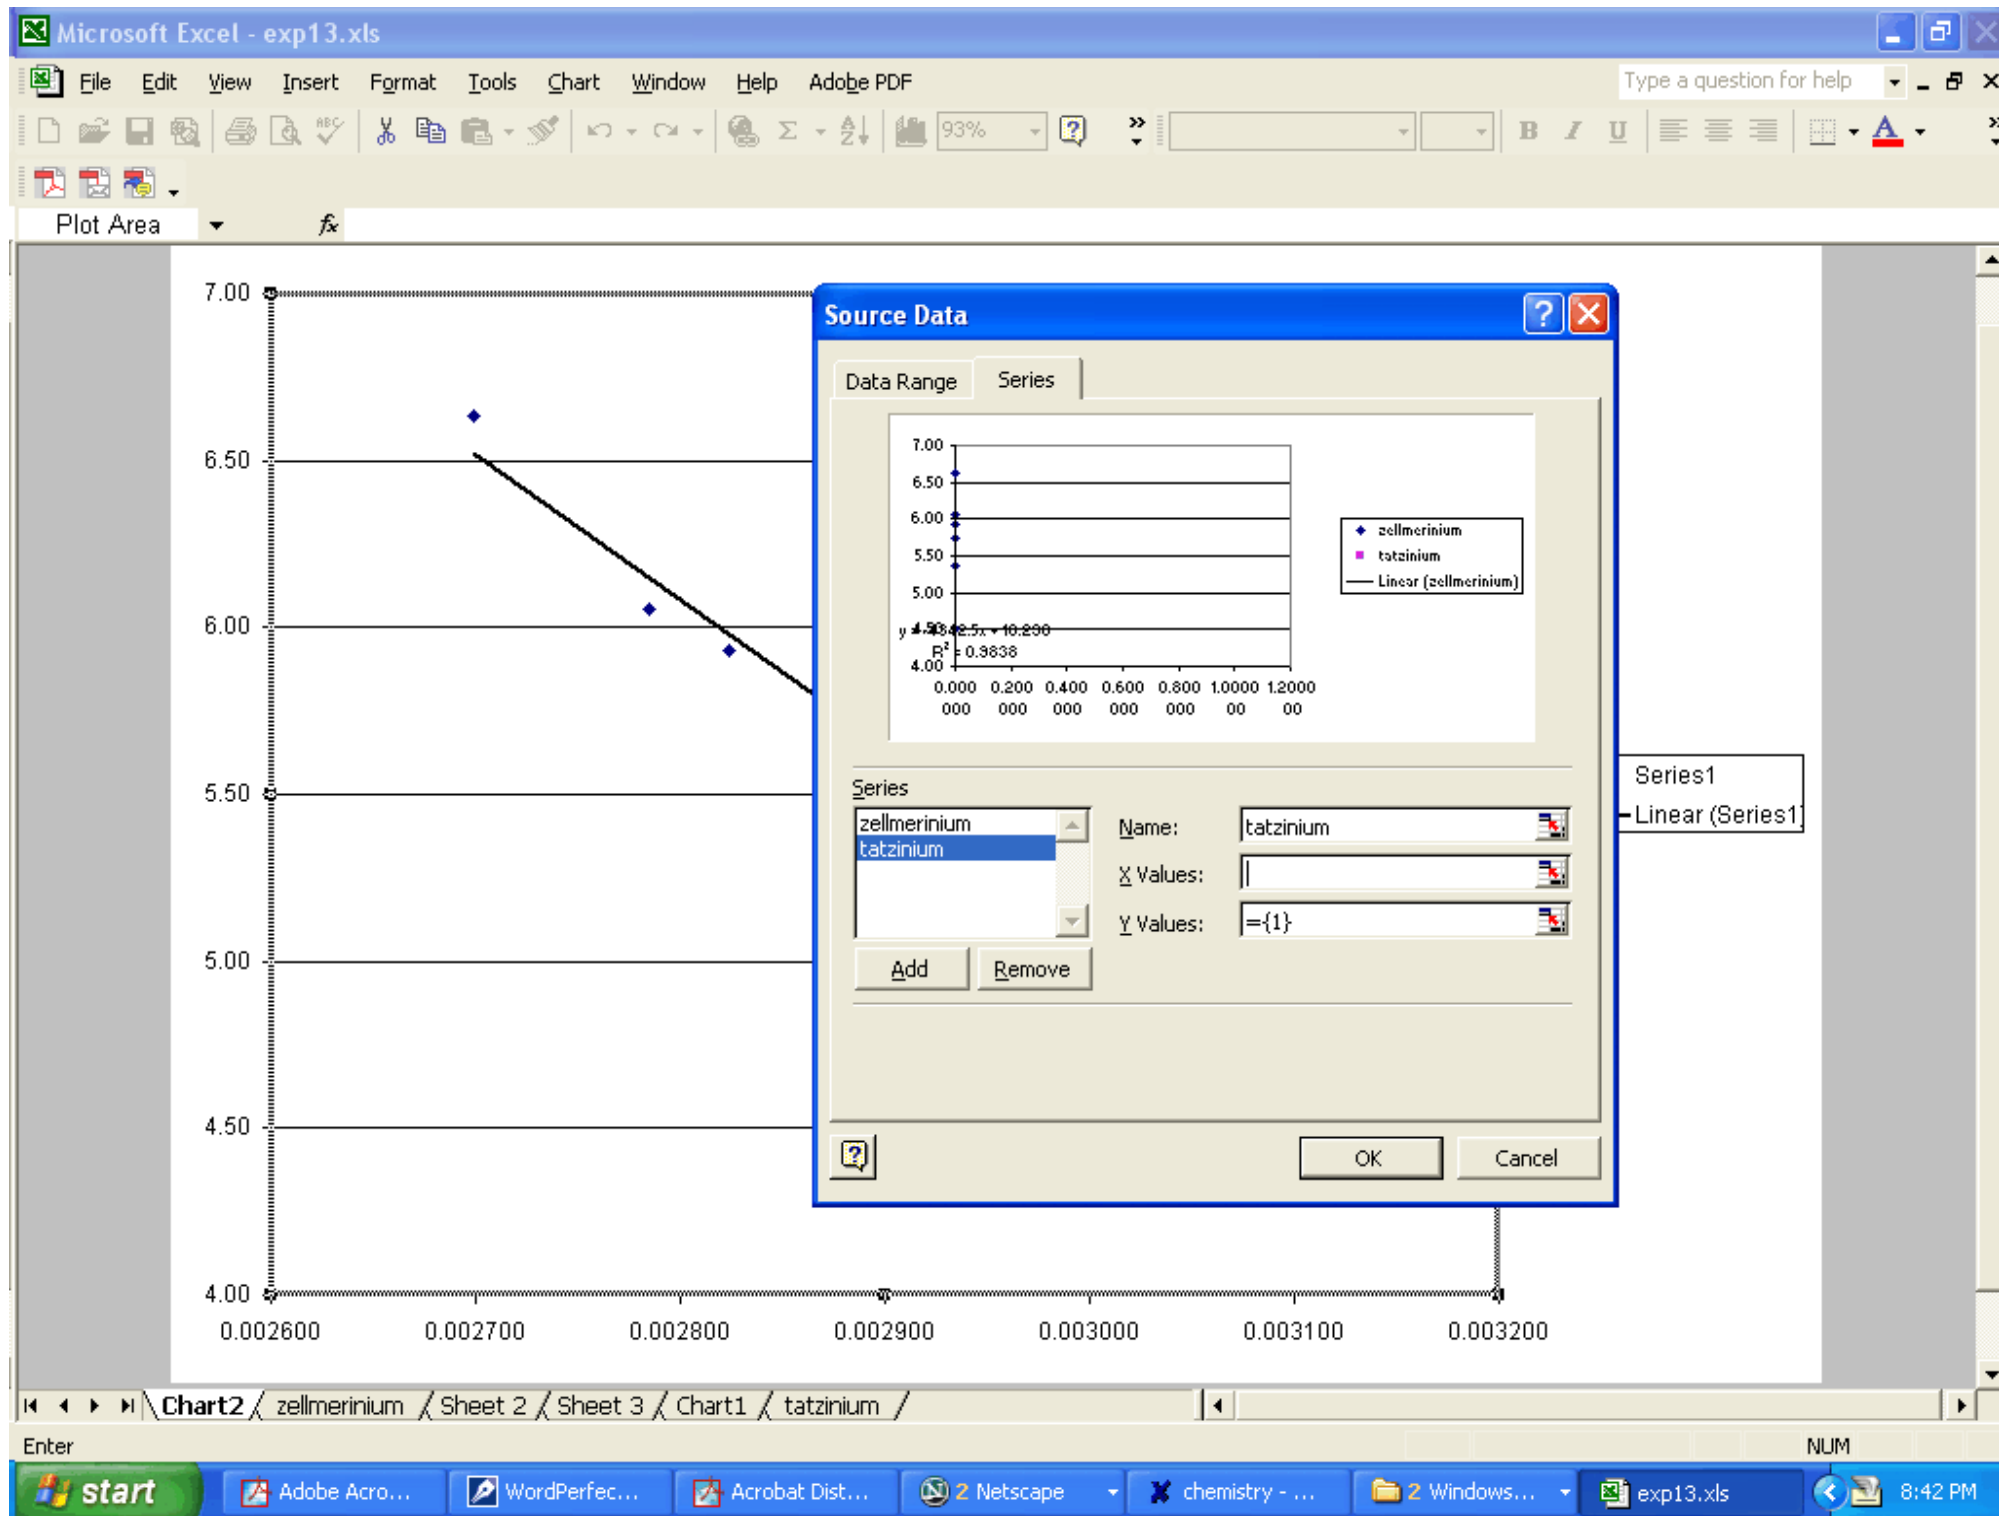 Microsoft Excel - exp13.xls
File Edit View Insert Format Tools Chart Window Help Adobe PDF Type a question for help
93% B I U A
Plot Area fx
7.00
6.50
6.00
5.50
5.00
4.50
4.00
0.002600 0.002700 0.002800 0.002900 0.003000 0.003100 0.003200
Series1
Linear (Series1)
Source Data
Data Range Series
7.00
6.50
6.00
5.50
5.00
4.50
4.00
R² = 0.9838
0.000 0.200 0.400 0.600 0.800 1.0000 1.2000
000 000 000 000 000 00 00
zellmerinium
tatzinium
Linear (zellmerinium)
Series
zellmerinium
tatzinium
Name: tatzinium
X Values:
Y Values: ={1}
Add Remove
OK Cancel
Chart2 zellmerinium Sheet 2 Sheet 3 Chart1 tatzinium
Enter NUM
start Adobe Acro... WordPerfec... Acrobat Dist... 2 Netscape chemistry - ... 2 Windows... exp13.xls 8:42 PM